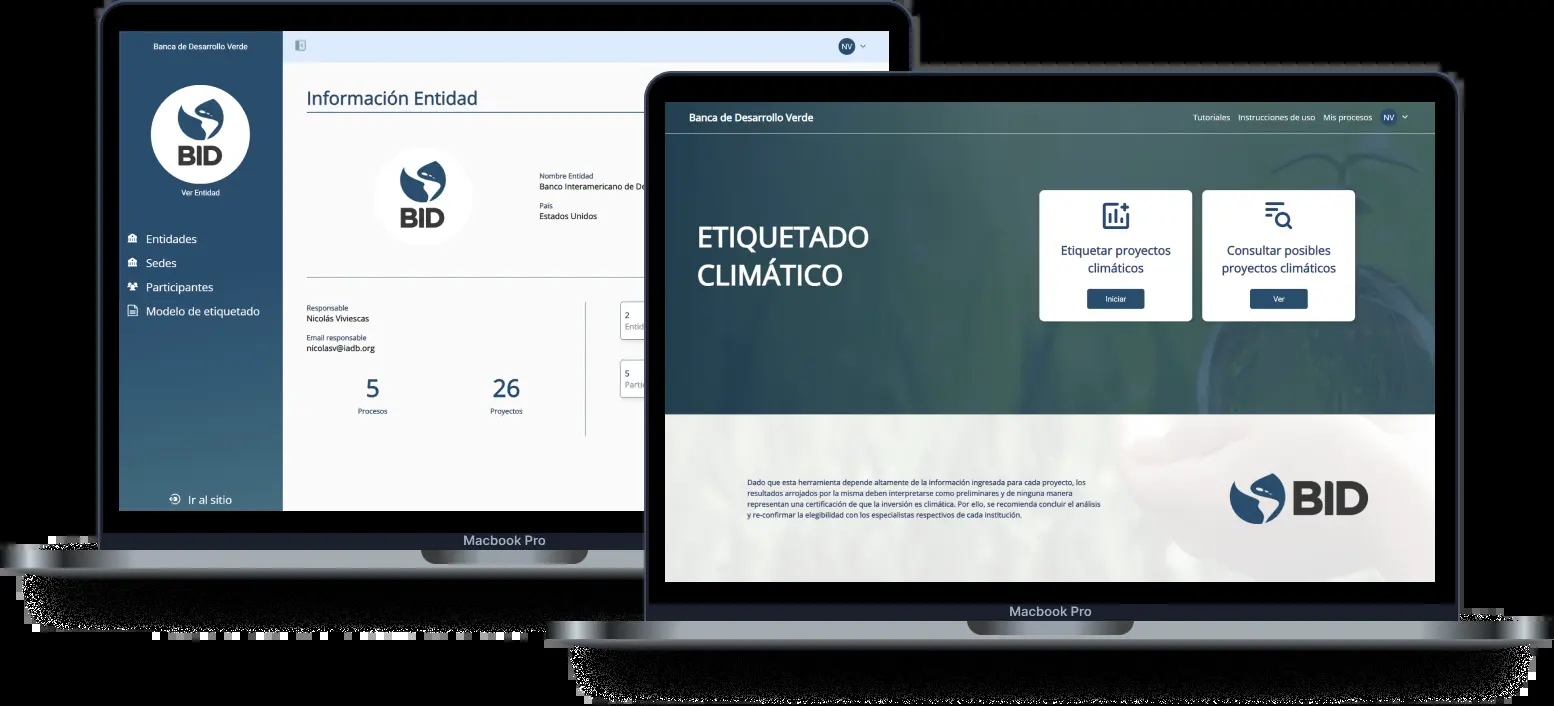 Banca de Desarrollo Verde
BID
Ver Entidad
Entidades
Sedes
Participantes
Modelo de etiquetado
Ir al sitio
NV
Información Entidad
BID
Nombre Entidad
Banco Interamericano de De
País
Estados Unidos
Responsable
Nicolás Viviescas
Email responsable
nicolasv@iadb.org
5
Procesos
26
Proyectos
2
Entid
5
Parti
Macbook Pro
Banca de Desarrollo Verde
Tutoriales Instrucciones de uso Mis procesos NV
ETIQUETADO
CLIMÁTICO
Etiquetar proyectos
climáticos
Iniciar
Consultar posibles
proyectos climáticos
Ver
Dado que esta herramienta depende altamente de la información ingresada para cada proyecto, los
resultados arrojados por la misma deben interpretarse como preliminares y de ninguna manera
representan una certificación de que la inversión es climática. Por ello, se recomienda concluir el análisis
y re-confirmar la elegibilidad con los especialistas respectivos de cada institución.
BID
Macbook Pro